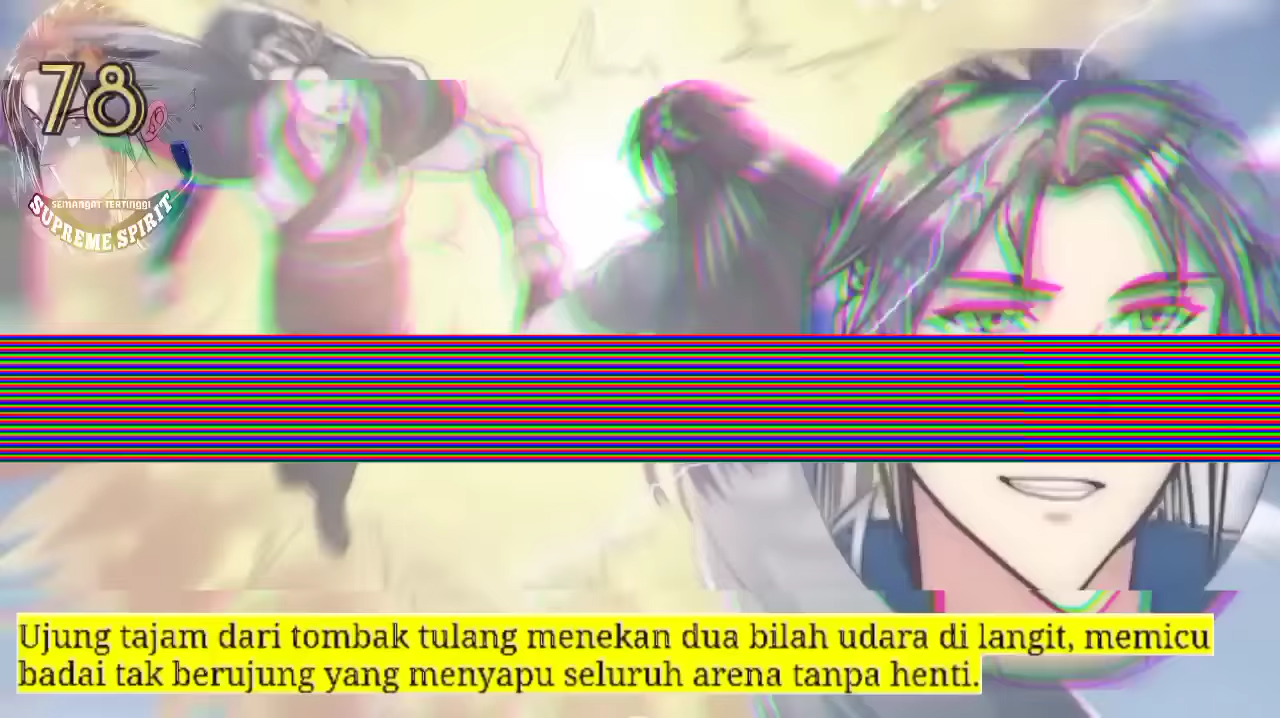 78
SEMANGAT TERTINGGI
SUPREME SPIRIT
Ujung tajam dari tombak tulang menekan dua bilah udara di langit, memicu
badai tak berujung yang menyapu seluruh arena tanpa henti.